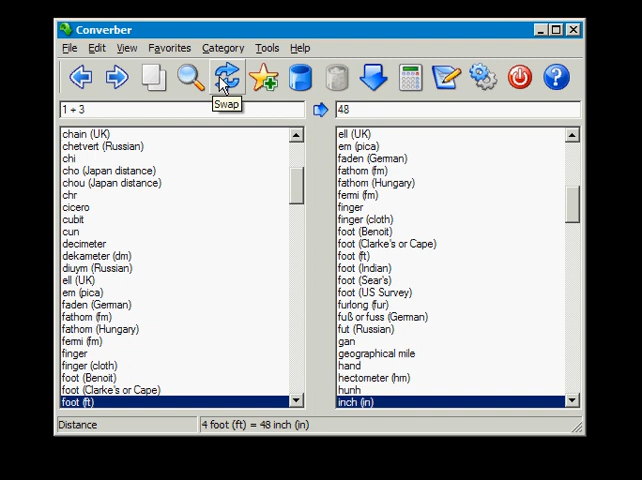 Converber
File Edit View Favorites Category Tools Help
Swap
1 + 3
48
chain (UK)
chetvert (Russian)
chi
cho (Japan distance)
chou (Japan distance)
chr
cicero
cubit
cun
decimeter
dekameter (dm)
diuym (Russian)
ell (UK)
em (pica)
faden (German)
fathom (fm)
fathom (Hungary)
fermi (fm)
finger
finger (cloth)
foot (Benoit)
foot (Clarke's or Cape)
foot (ft)
ell (UK)
em (pica)
faden (German)
fathom (fm)
fathom (Hungary)
fermi (fm)
finger
finger (cloth)
foot (Benoit)
foot (Clarke's or Cape)
foot (ft)
foot (Indian)
foot (Sear's)
foot (US Survey)
furlong (fur)
fuß or fuss (German)
fut (Russian)
gan
geographical mile
hand
hectometer (hm)
hunh
inch (in)
Distance
4 foot (ft) = 48 inch (in)